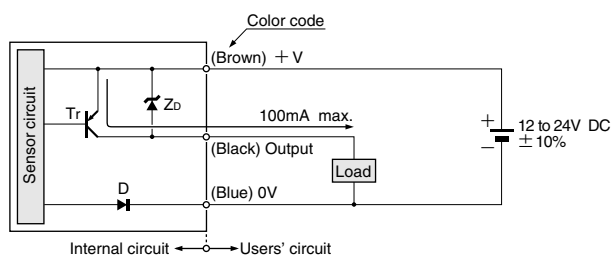 Color code
(Brown) + V
Sensor circuit
Tr
ZD
100mA max.
(Black) Output
+
−
12 to 24V DC
± 10%
Load
D
(Blue) 0V
Internal circuit
Users' circuit